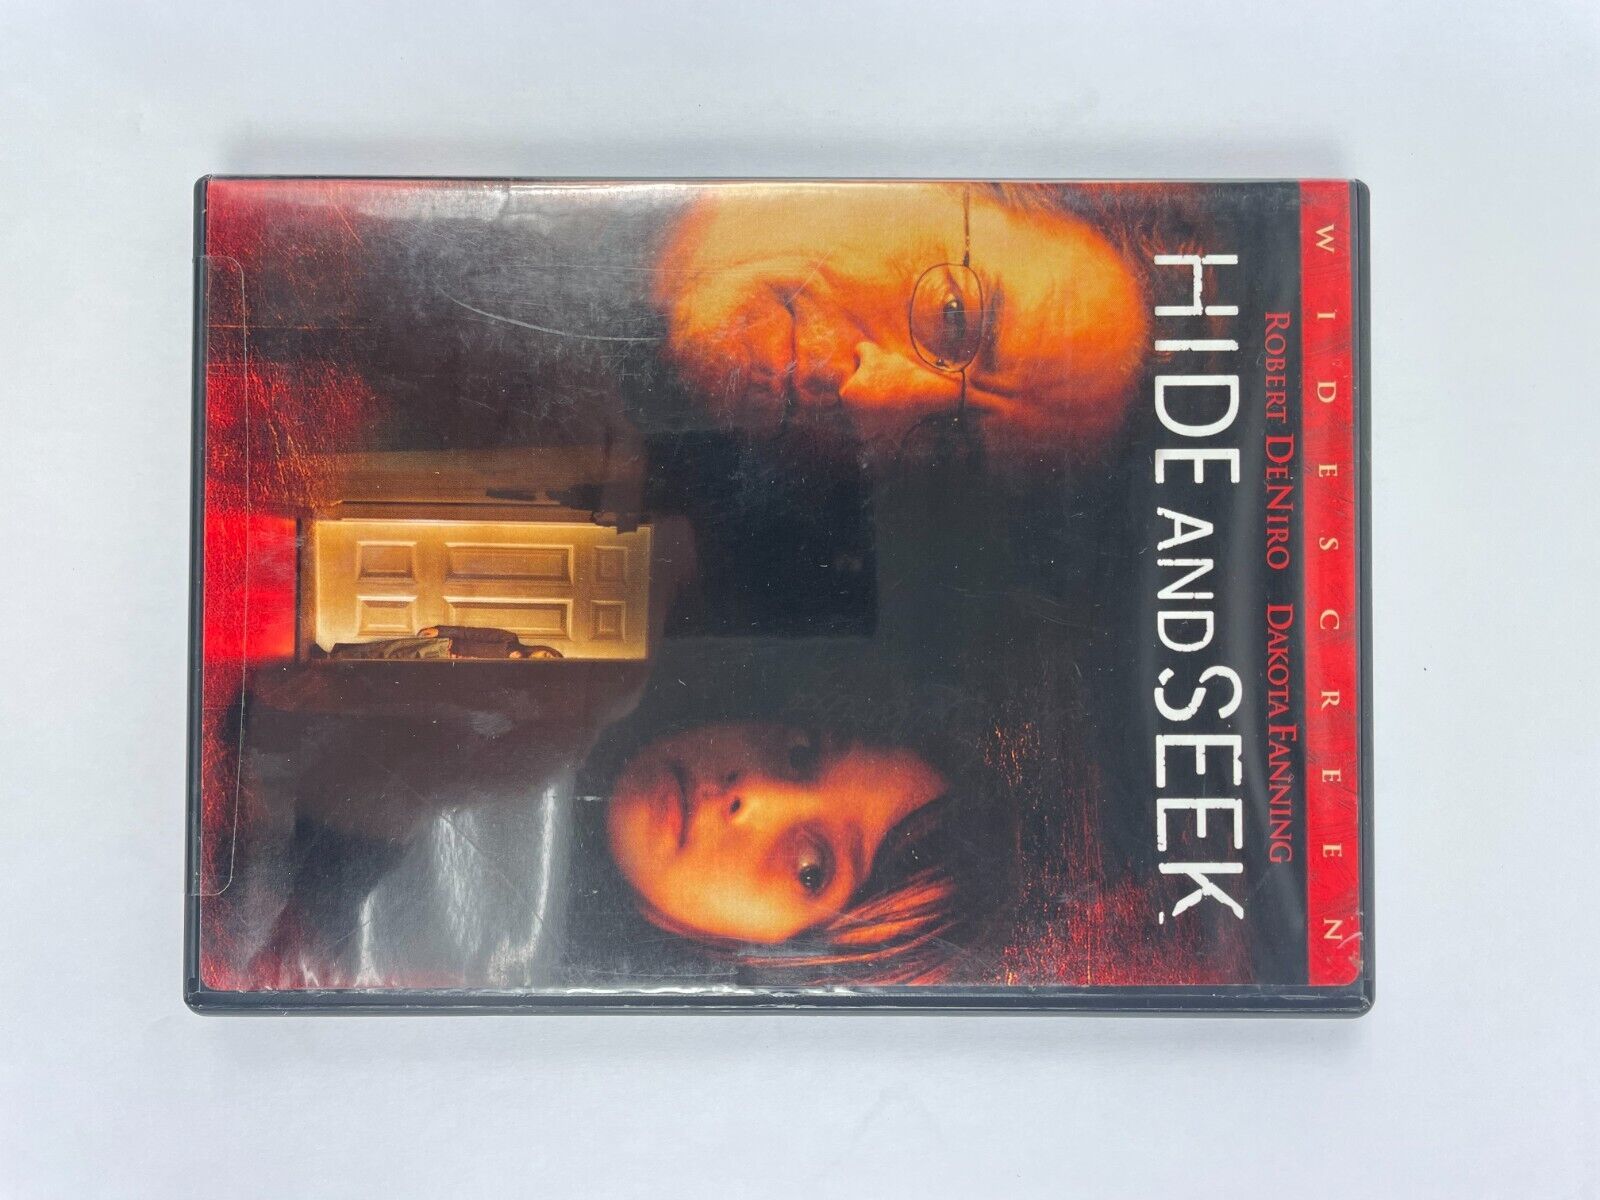 WIDESCREEN
ROBERT DENIRO DAKOTA FANNING
HIDE AND SEEK